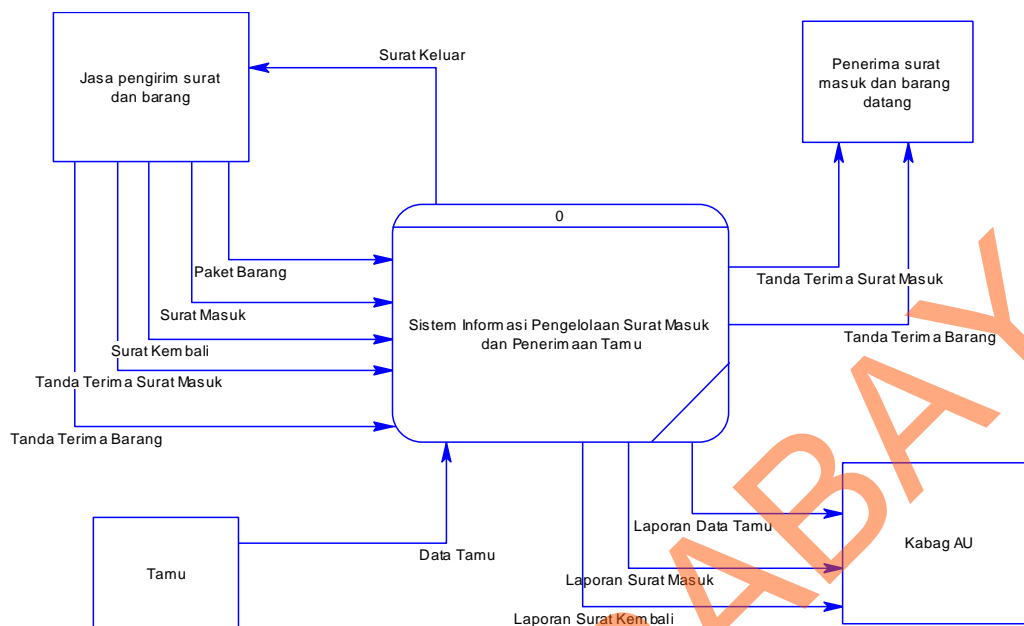 Surat Keluar
Jasa pengirim surat
dan barang
Penerima surat
masuk dan barang
datang
0
Paket Barang
Tanda Terima Surat Masuk
Surat Masuk
Sistem Informasi Pengelolaan Surat Masuk
dan Penerimaan Tamu
Tanda Terima Barang
Surat Kembali
Tanda Terima Surat Masuk
Tanda Terima Barang
Laporan Data Tamu
Kabag AU
Data Tamu
Tamu
Laporan Surat Masuk
Laporan Surat Kembali
ABAY